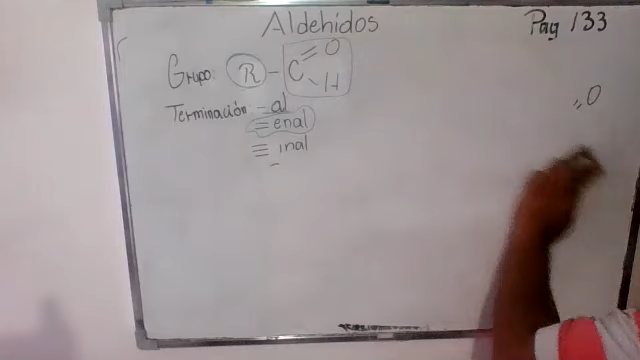 Aldehidos
Pag 133
Grupo: R - C = O - H
Terminación - al
= enal
≡ inal
=O